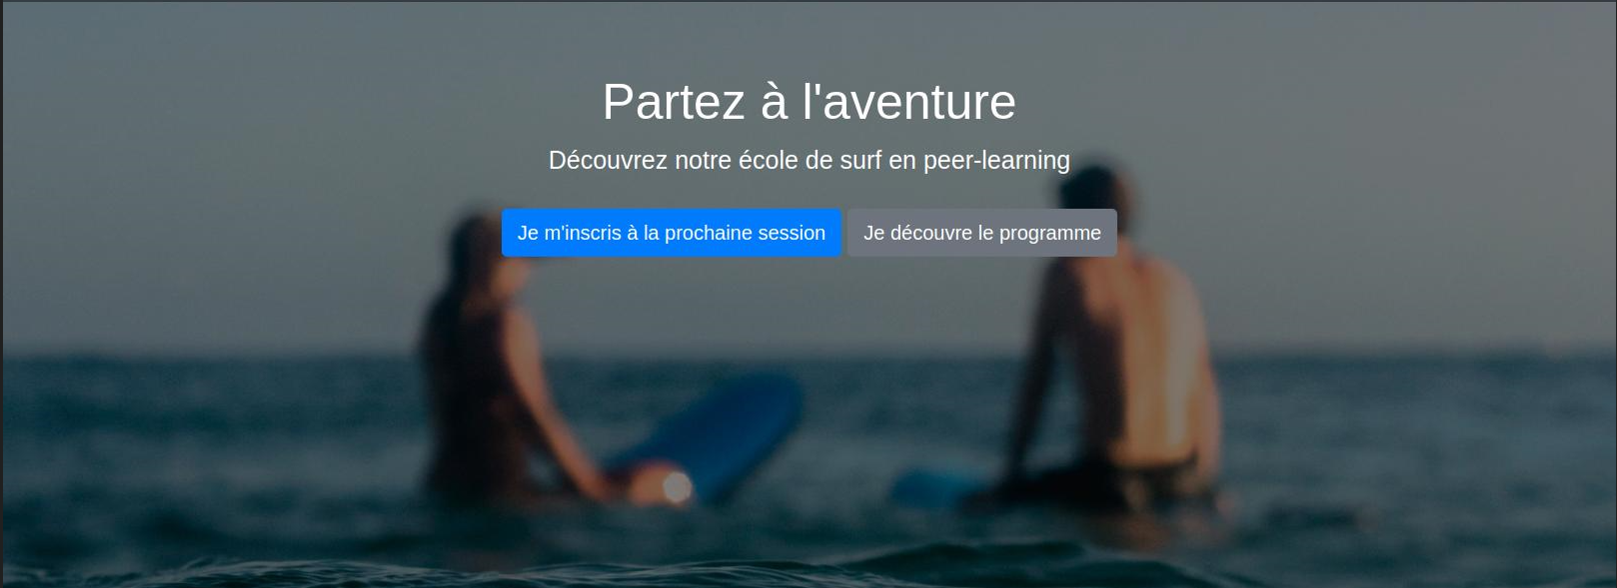 Partez à l'aventure
Découvrez notre école de surf en peer-learning
Je m'inscris à la prochaine session Je découvre le programme